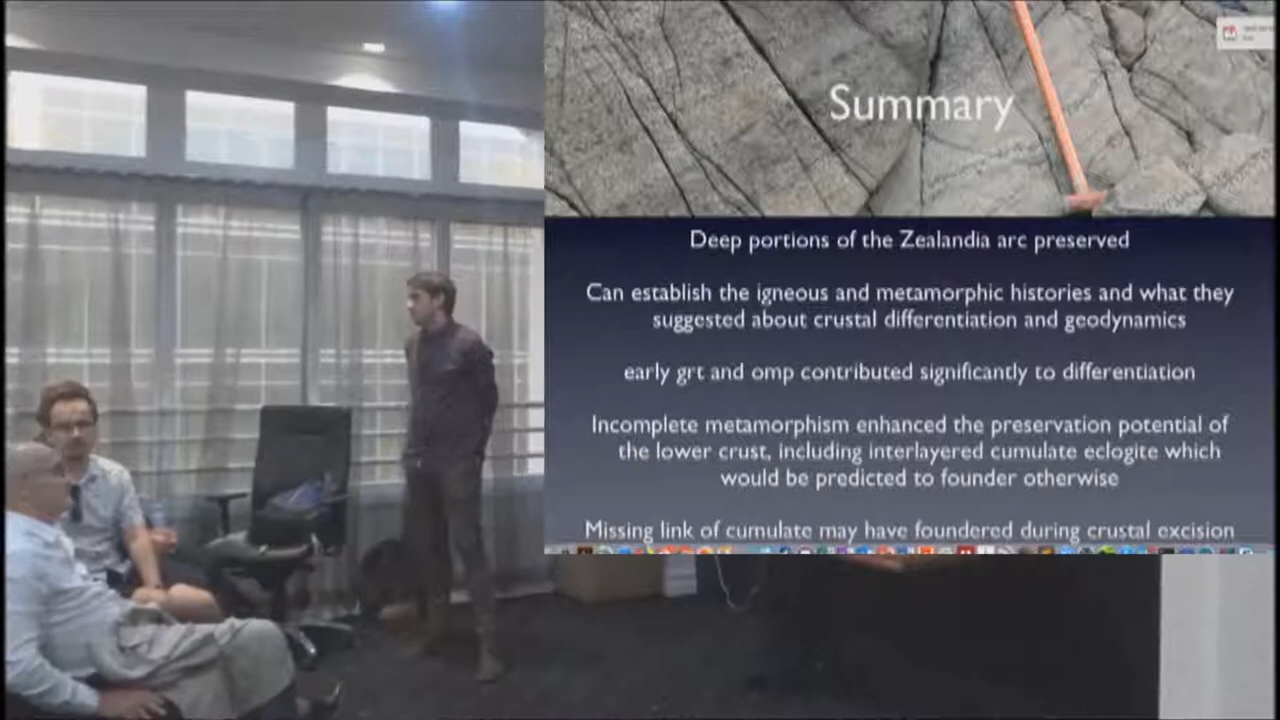 Summary
Deep portions of the Zealandia arc preserved
Can establish the igneous and metamorphic histories and what they
suggested about crustal differentiation and geodynamics
early grt and omp contributed significantly to differentiation
Incomplete metamorphism enhanced the preservation potential of
the lower crust, including interlayered cumulate eclogite which
would be predicted to founder otherwise
Missing link of cumulate may have foundered during crustal excision